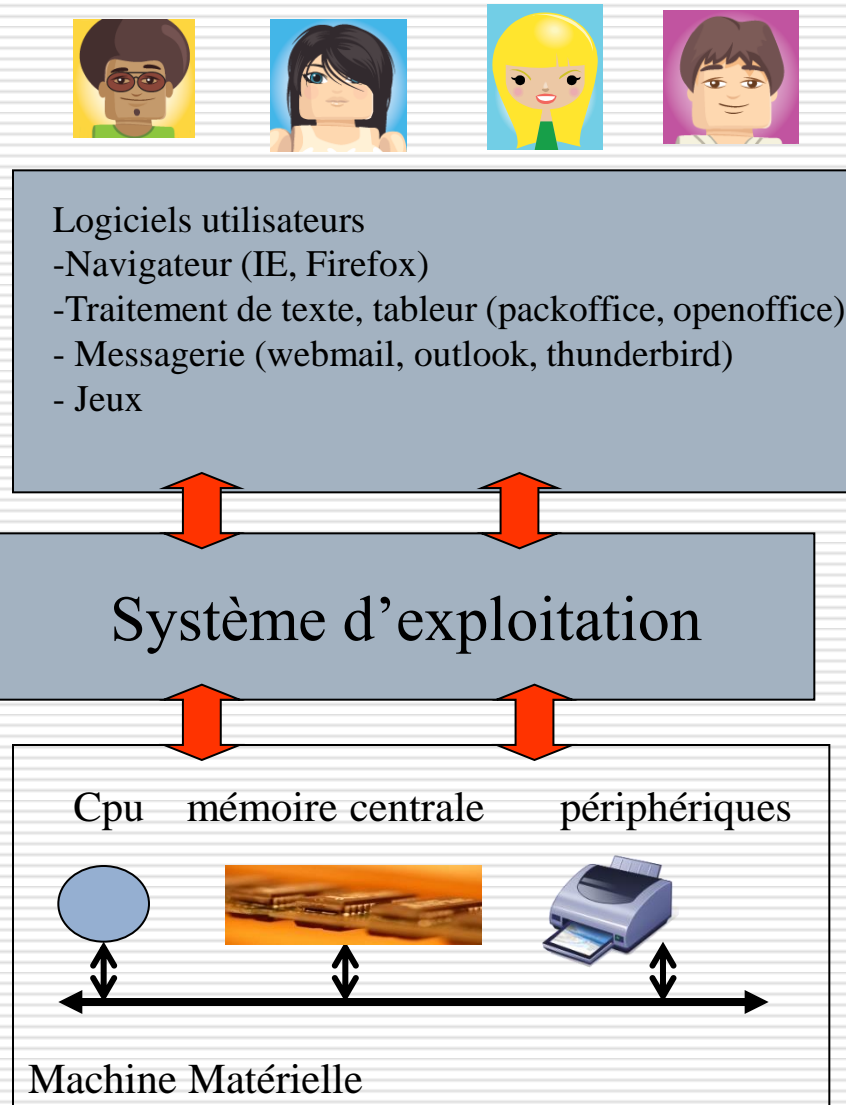 Logiciels utilisateurs
-Navigateur (IE, Firefox)
-Traitement de texte, tableur (packoffice, openoffice)
- Messagerie (webmail, outlook, thunderbird)
- Jeux
Système d’exploitation
Cpu mémoire centrale périphériques
Machine Matérielle